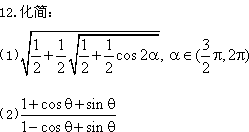 12.化简:
(1)√(1/2+1/2√(1/2+1/2cos2α)), α∈(3/2π,2π)
(2)(1+cosθ+sinθ)/(1-cosθ+sinθ)